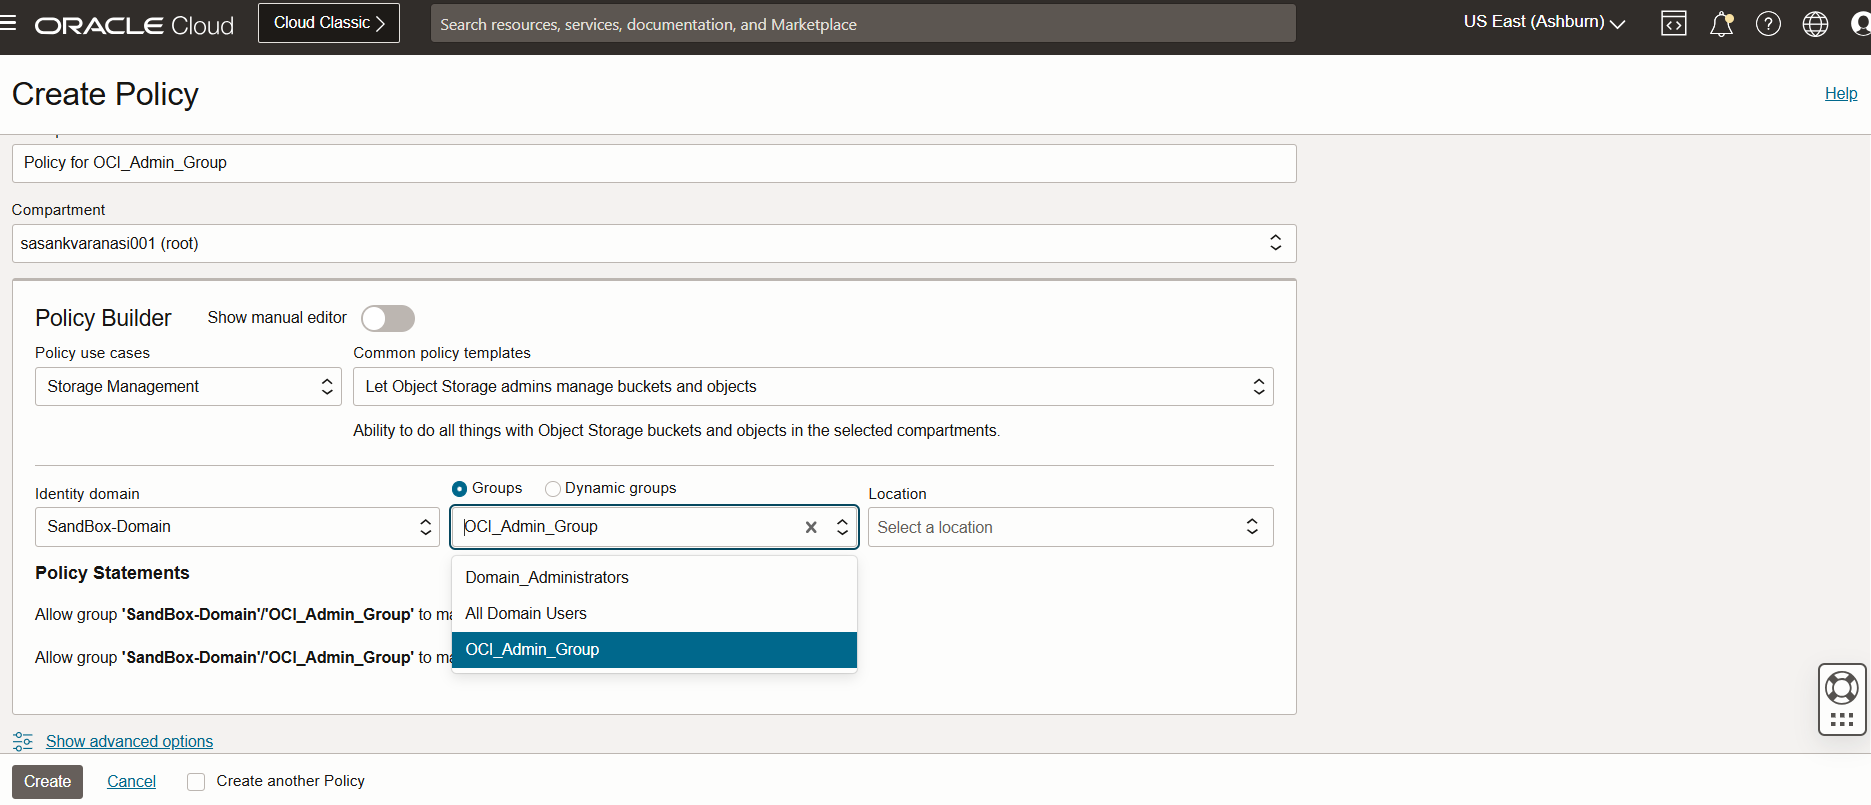 ORACLE Cloud
Cloud Classic
Search resources, services, documentation, and Marketplace
US East (Ashburn)
Create Policy
Help
Policy for OCI_Admin_Group
Compartment
sasankvaranasi001 (root)
Policy Builder
Show manual editor
Policy use cases
Common policy templates
Storage Management
Let Object Storage admins manage buckets and objects
Ability to do all things with Object Storage buckets and objects in the selected compartments.
Identity domain
Groups
Dynamic groups
Location
SandBox-Domain
OCI_Admin_Group
Select a location
Domain_Administrators
All Domain Users
OCI_Admin_Group
Policy Statements
Allow group 'SandBox-Domain'/'OCI_Admin_Group' to
Allow group 'SandBox-Domain'/'OCI_Admin_Group' to
Show advanced options
Create
Cancel
Create another Policy